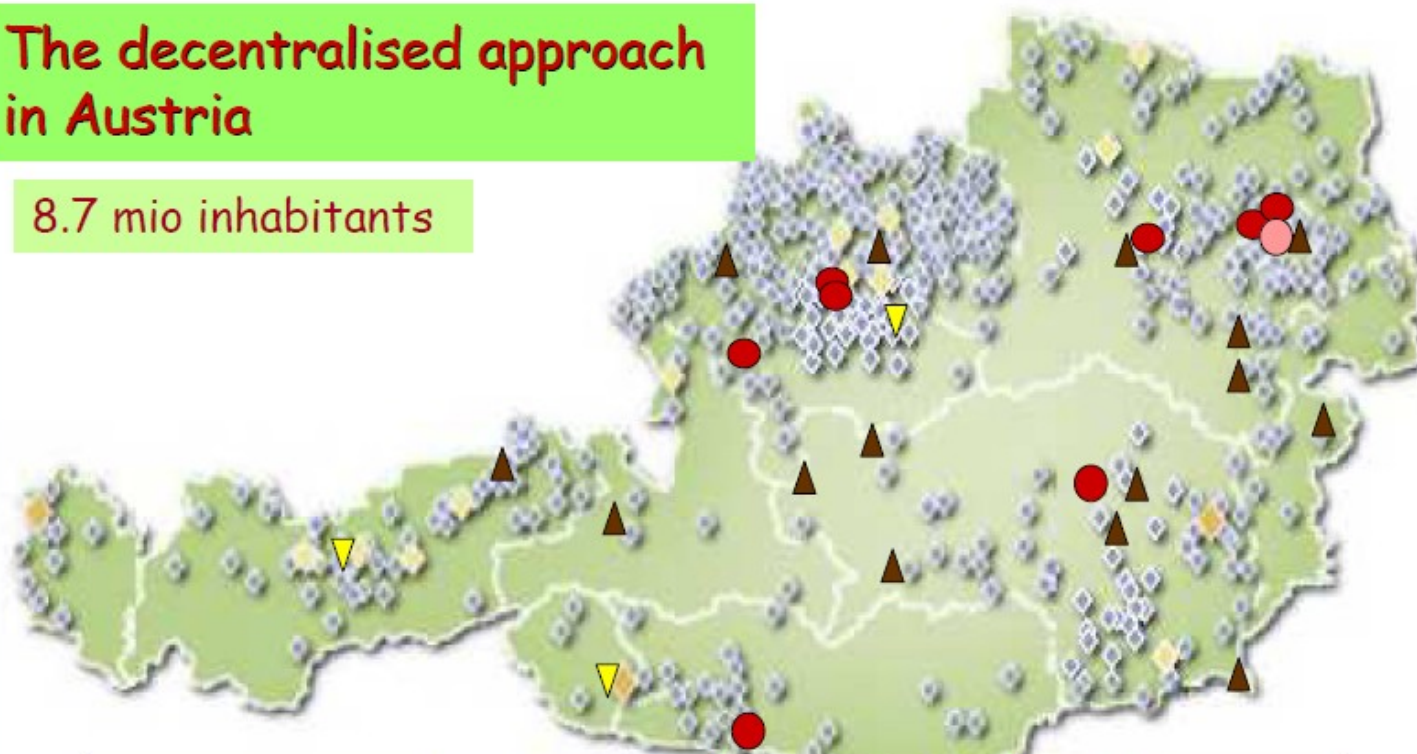 The decentralised approach
in Austria
8.7 mio inhabitants